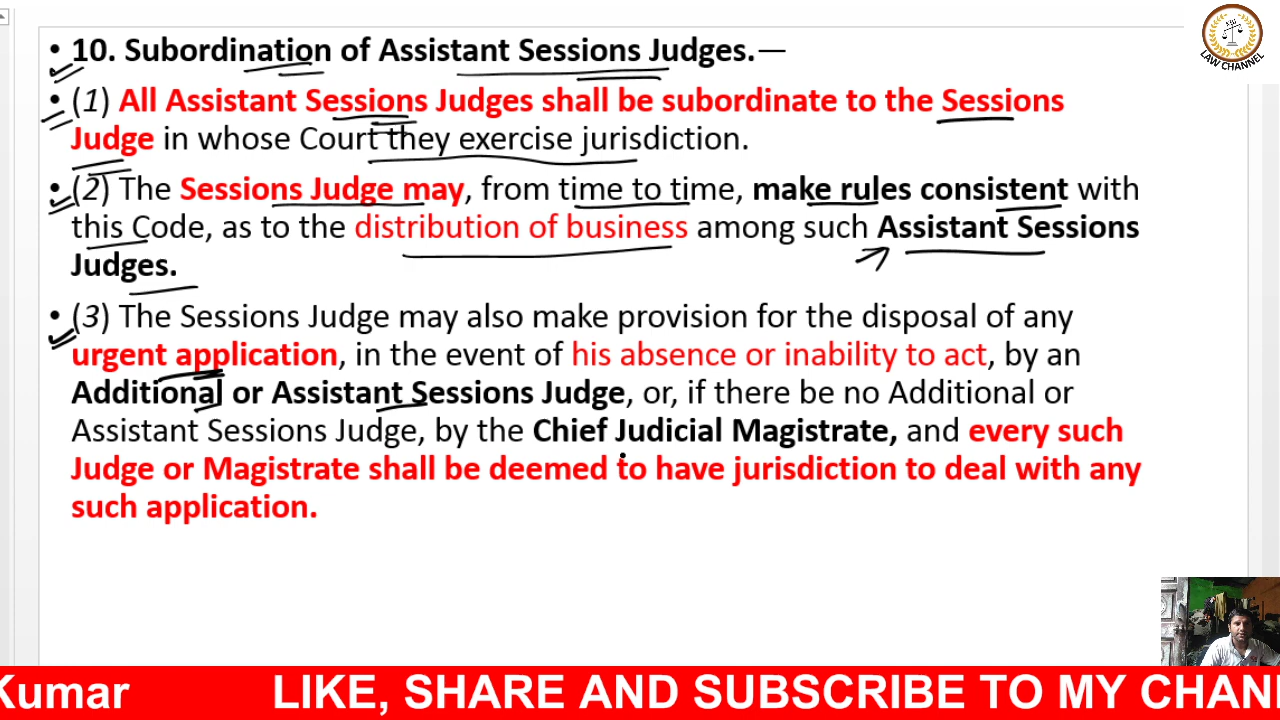 • 10. Subordination of Assistant Sessions Judges.—
• (1) All Assistant Sessions Judges shall be subordinate to the Sessions
Judge in whose Court they exercise jurisdiction.
• (2) The Sessions Judge may, from time to time, make rules consistent with
this Code, as to the distribution of business among such Assistant Sessions
Judges.
• (3) The Sessions Judge may also make provision for the disposal of any
urgent application, in the event of his absence or inability to act, by an
Additional or Assistant Sessions Judge, or, if there be no Additional or
Assistant Sessions Judge, by the Chief Judicial Magistrate, and every such
Judge or Magistrate shall be deemed to have jurisdiction to deal with any
such application.
LAW CHANNEL
Kumar LIKE, SHARE AND SUBSCRIBE TO MY CHAN